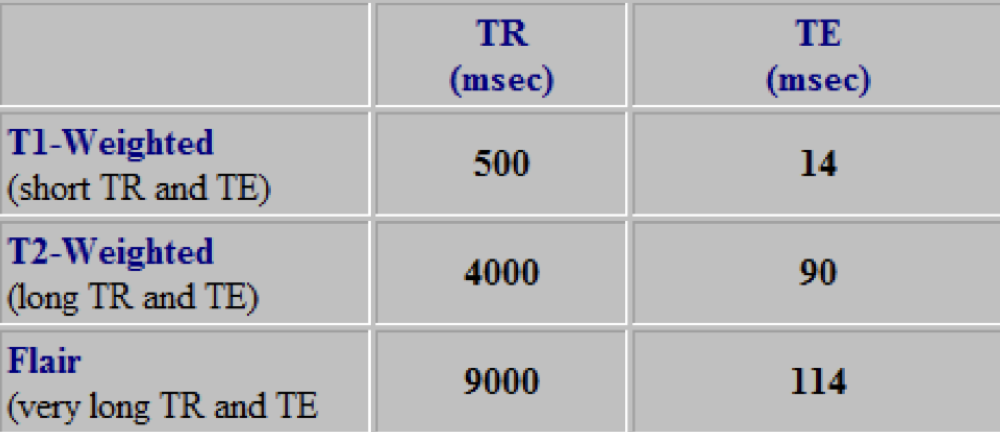 TR
(msec)
TE
(msec)
T1-Weighted
(short TR and TE)
500
14
T2-Weighted
(long TR and TE)
4000
90
Flair
(very long TR and TE
9000
114